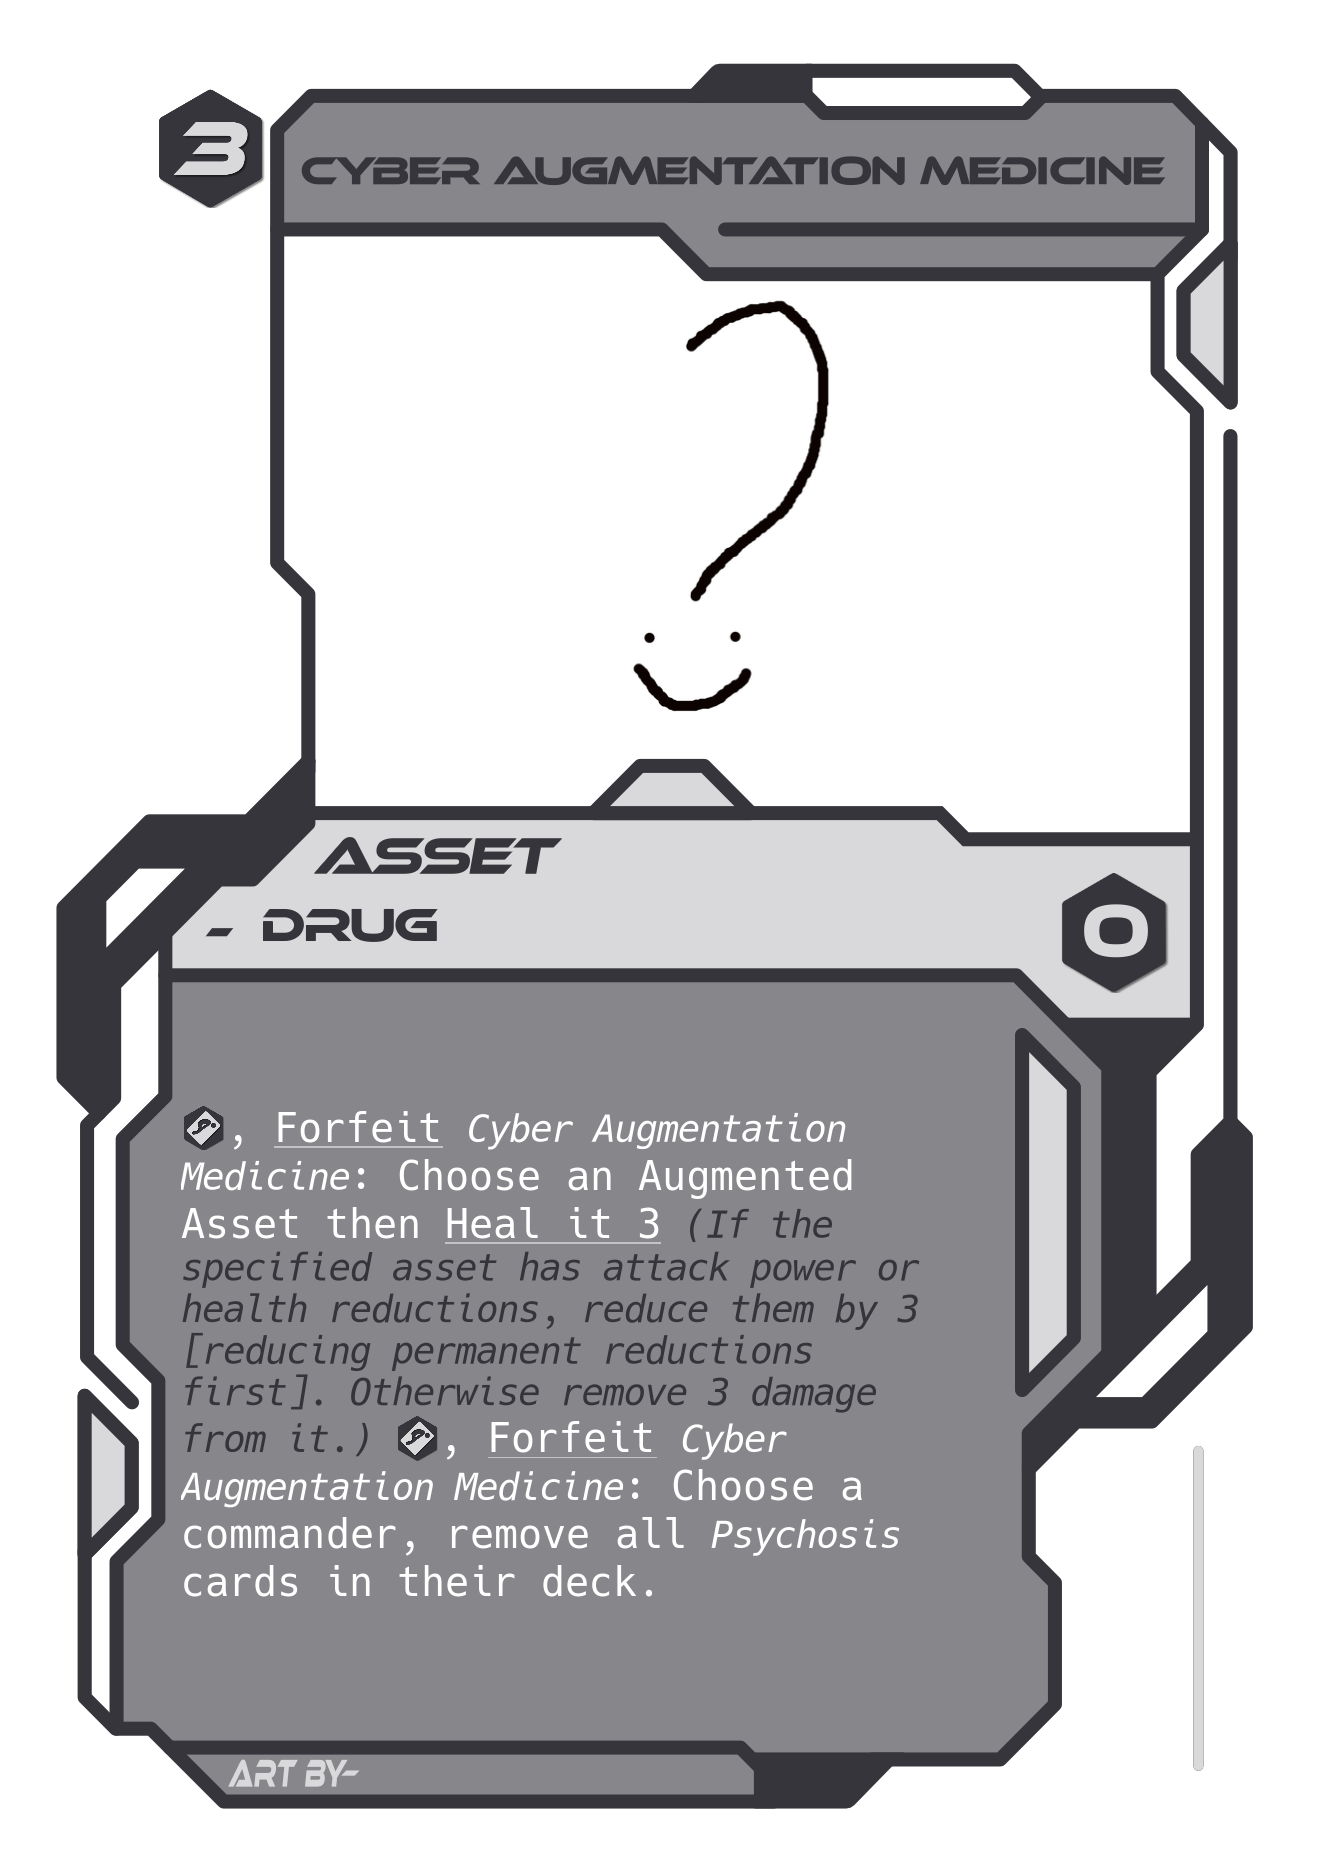 3
CYBER AUGMENTATION MEDICINE
ASSET
- DRUG
0
, Forfeit Cyber Augmentation
Medicine: Choose an Augmented
Asset then Heal it 3 (If the
specified asset has attack power or
health reductions, reduce them by 3
[reducing permanent reductions
first]. Otherwise remove 3 damage
from it.) , Forfeit Cyber
Augmentation Medicine: Choose a
commander, remove all Psychosis
cards in their deck.
ART BY-